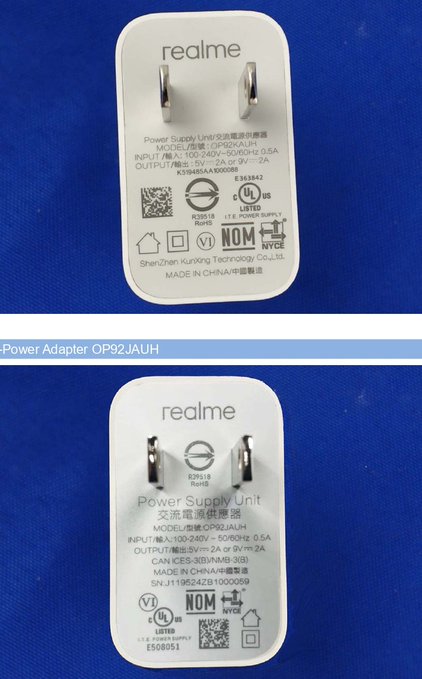 realme
Power Supply Unit/交流電源供應器
MODEL/型號: OP92KAUH
INPUT /輸入: 100-240V~50/60Hz 0.5A
OUTPUT/輸出: 5V⎓2A or 9V⎓2A
K519485AA1000088
E363842
R39518
RoHS
C UL US
LISTED
I.T.E. POWER SUPPLY
VI
NOM
NYCE
ShenZhen KunXing Technology Co.,Ltd.
MADE IN CHINA/中國製造
-Power Adapter OP92JAUH
realme
R39518
RoHS
Power Supply Unit
交流電源供應器
MODEL/型號:OP92JAUH
INPUT/輸入:100-240V~ 50/60Hz 0.5A
OUTPUT/輸出:5V⎓2A or 9V⎓2A
CAN ICES-3(B)/NMB-3(B)
MADE IN CHINA/中國製造
SN:J119524ZB1000059
VI
NOM
NYCE
C UL US
LISTED
I.T.E. POWER SUPPLY
E508051